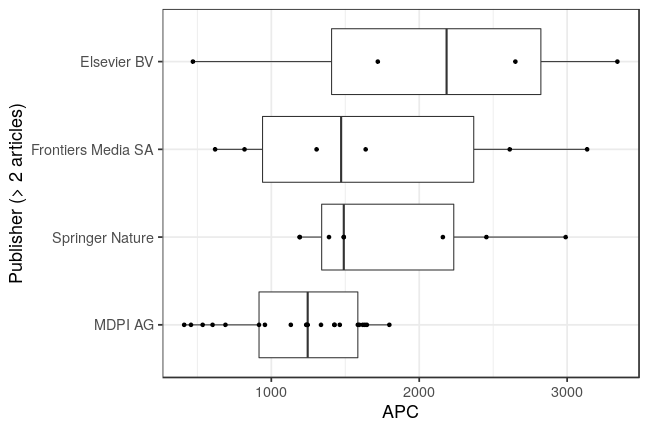 Publisher (> 2 articles)
Elsevier BV
Frontiers Media SA
Springer Nature
MDPI AG
1000 2000 3000
APC